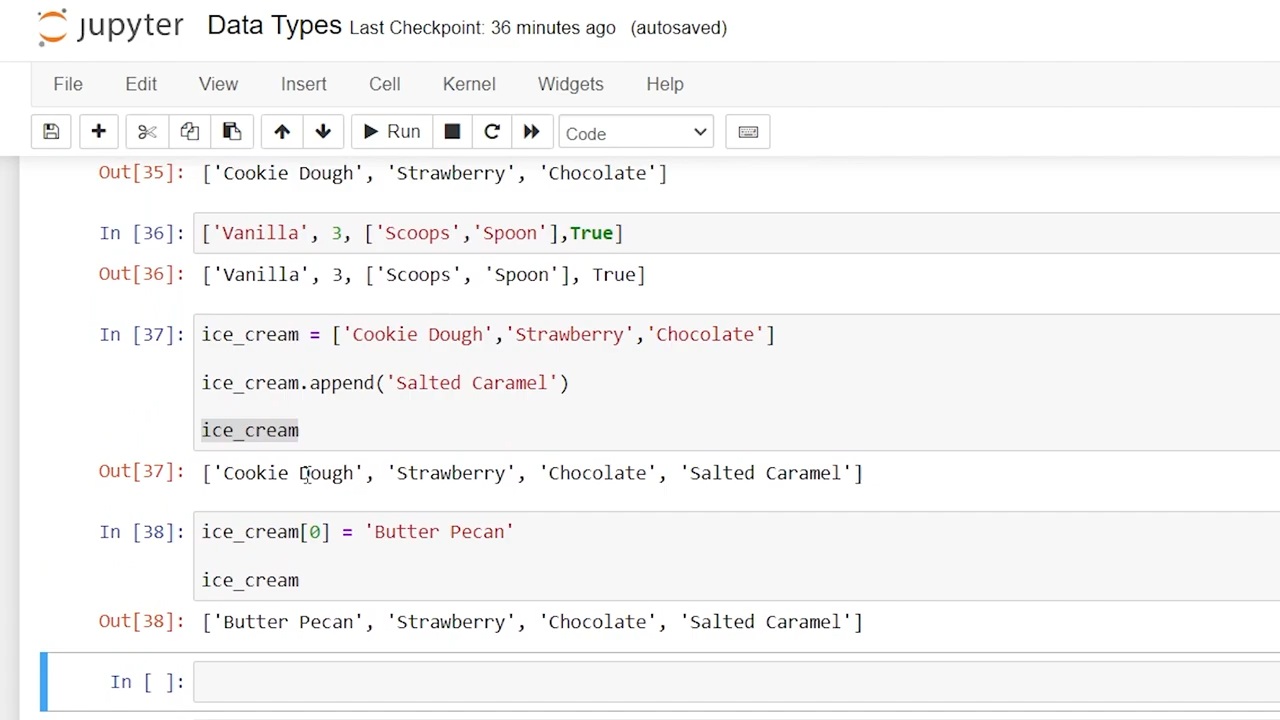 jupyter Data Types Last Checkpoint: 36 minutes ago (autosaved)
File Edit View Insert Cell Kernel Widgets Help
Run Code
Out[35]: ['Cookie Dough', 'Strawberry', 'Chocolate']
In [36]: ['Vanilla', 3, ['Scoops','Spoon'],True]
Out[36]: ['Vanilla', 3, ['Scoops', 'Spoon'], True]
In [37]: ice_cream = ['Cookie Dough','Strawberry','Chocolate']
ice_cream.append('Salted Caramel')
ice_cream
Out[37]: ['Cookie Dough', 'Strawberry', 'Chocolate', 'Salted Caramel']
In [38]: ice_cream[0] = 'Butter Pecan'
ice_cream
Out[38]: ['Butter Pecan', 'Strawberry', 'Chocolate', 'Salted Caramel']
In [ ]: